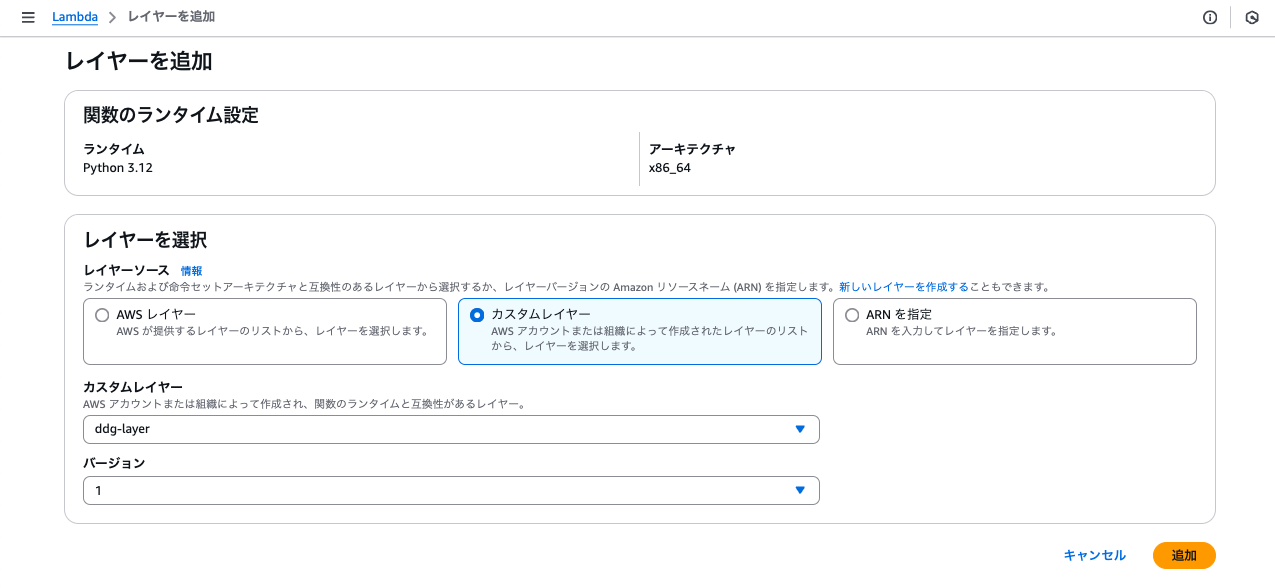 Lambda > レイヤーを追加
レイヤーを追加
関数のランタイム設定
ランタイム
Python 3.12
アーキテクチャ
x86_64
レイヤーを選択
レイヤーソース 情報
ランタイムおよび命令セットアーキテクチャと互換性のあるレイヤーから選択するか、レイヤーバージョンの Amazon リソースネーム (ARN) を指定します。新しいレイヤーを作成することもできます。
AWS レイヤー
AWS が提供するレイヤーのリストから、レイヤーを選択します。
カスタムレイヤー
AWS アカウントまたは組織によって作成されたレイヤーのリスト
から、レイヤーを選択します。
ARN を指定
ARN を入力してレイヤーを指定します。
カスタムレイヤー
AWS アカウントまたは組織によって作成され、関数のランタイムと互換性があるレイヤー。
ddg-layer
バージョン
1
キャンセル
追加